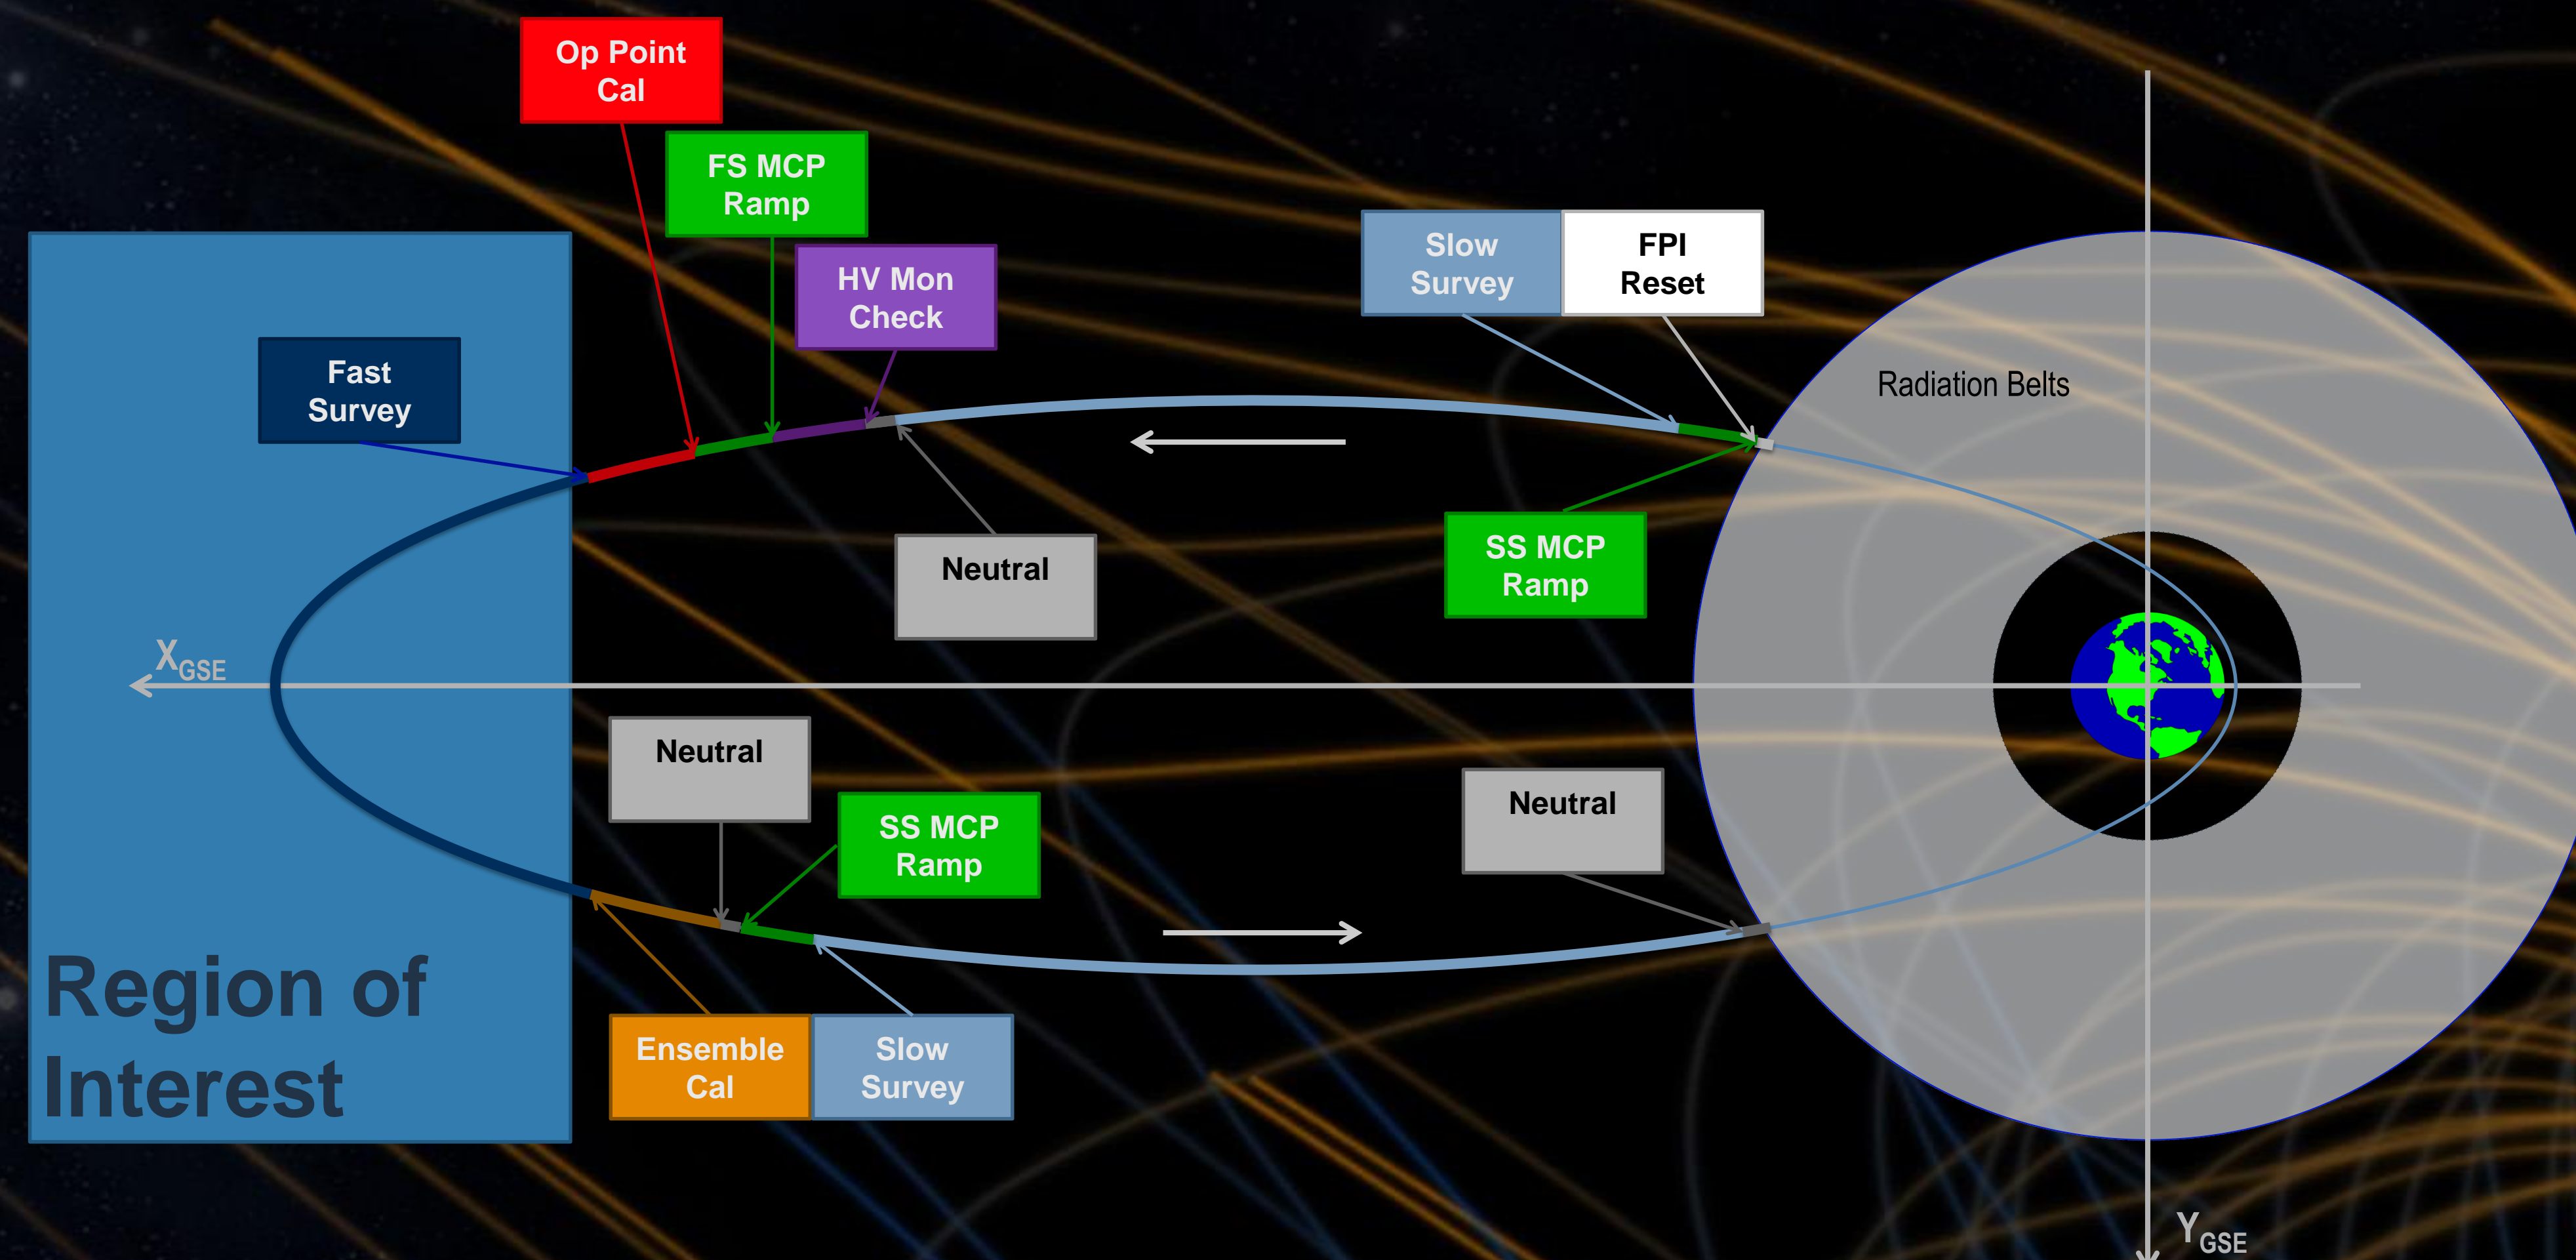 Op Point
Cal
FS MCP
Ramp
HV Mon
Check
Slow
Survey
FPI
Reset
Fast
Survey
Radiation Belts
Neutral
SS MCP
Ramp
XGSE
Neutral
SS MCP
Ramp
Neutral
Region of
Interest
Ensemble
Cal
Slow
Survey
YGSE